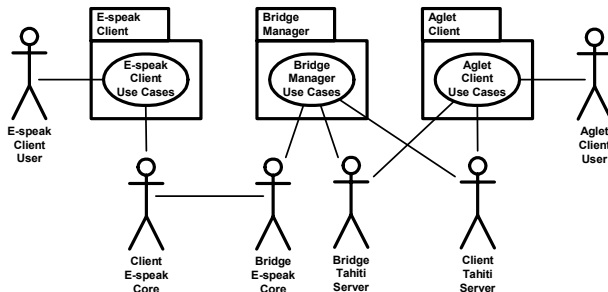 E-speak
Client
Bridge
Manager
Aglet
Client
E-speak
Client
Use Cases
Bridge
Manager
Use Cases
Aglet
Client
Use Cases
E-speak
Client
User
Aglet
Client
User
Client
E-speak
Core
Bridge
E-speak
Core
Bridge
Tahiti
Server
Client
Tahiti
Server